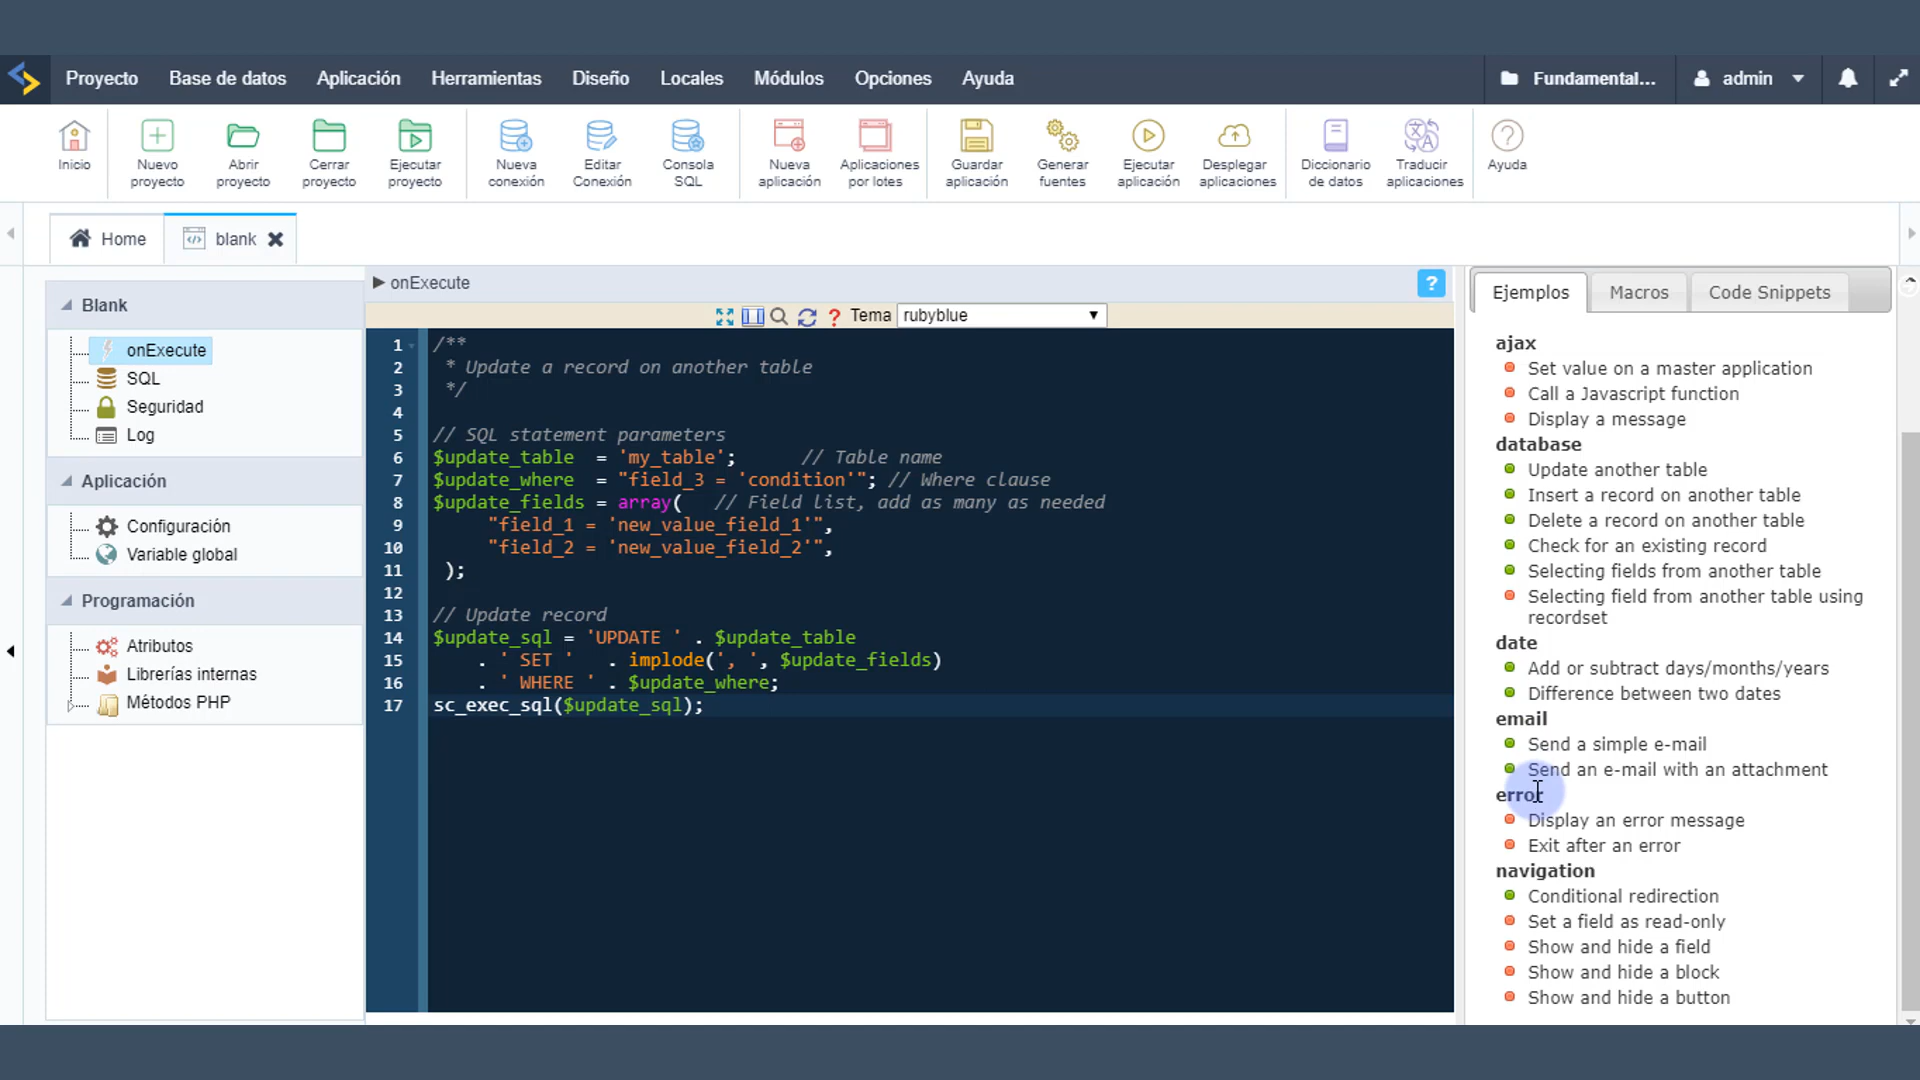 Proyecto Base de datos Aplicación Herramientas Diseño Locales Módulos Opciones Ayuda Fundamental... admin
Inicio
Nuevo proyecto
Abrir proyecto
Cerrar proyecto
Ejecutar proyecto
Nueva conexión
Editar Conexión
Consola SQL
Nueva aplicación
Aplicaciones por lotes
Guardar aplicación
Generar fuentes
Ejecutar aplicación
Desplegar aplicaciones
Diccionario de datos
Traducir aplicaciones
Ayuda
Home
blank
Blank
onExecute
SQL
Seguridad
Log
Aplicación
Configuración
Variable global
Programación
Atributos
Librerías internas
Métodos PHP
onExecute
?
? Tema rubyblue
1 /**
2 * Update a record on another table
3 */
4
5 // SQL statement parameters
6 $update_table = 'my_table'; // Table name
7 $update_where = "field_3 = 'condition'"; // Where clause
8 $update_fields = array( // Field list, add as many as needed
9 "field_1 = 'new_value_field_1'",
10 "field_2 = 'new_value_field_2'",
11 );
12
13 // Update record
14 $update_sql = 'UPDATE ' . $update_table
15 . ' SET ' . implode(', ', $update_fields)
16 . ' WHERE ' . $update_where;
17 sc_exec_sql($update_sql);
Ejemplos Macros Code Snippets
ajax
Set value on a master application
Call a Javascript function
Display a message
database
Update another table
Insert a record on another table
Delete a record on another table
Check for an existing record
Selecting fields from another table
Selecting field from another table using
recordset
date
Add or subtract days/months/years
Difference between two dates
email
Send a simple e-mail
Send an e-mail with an attachment
error
Display an error message
Exit after an error
navigation
Conditional redirection
Set a field as read-only
Show and hide a field
Show and hide a block
Show and hide a button